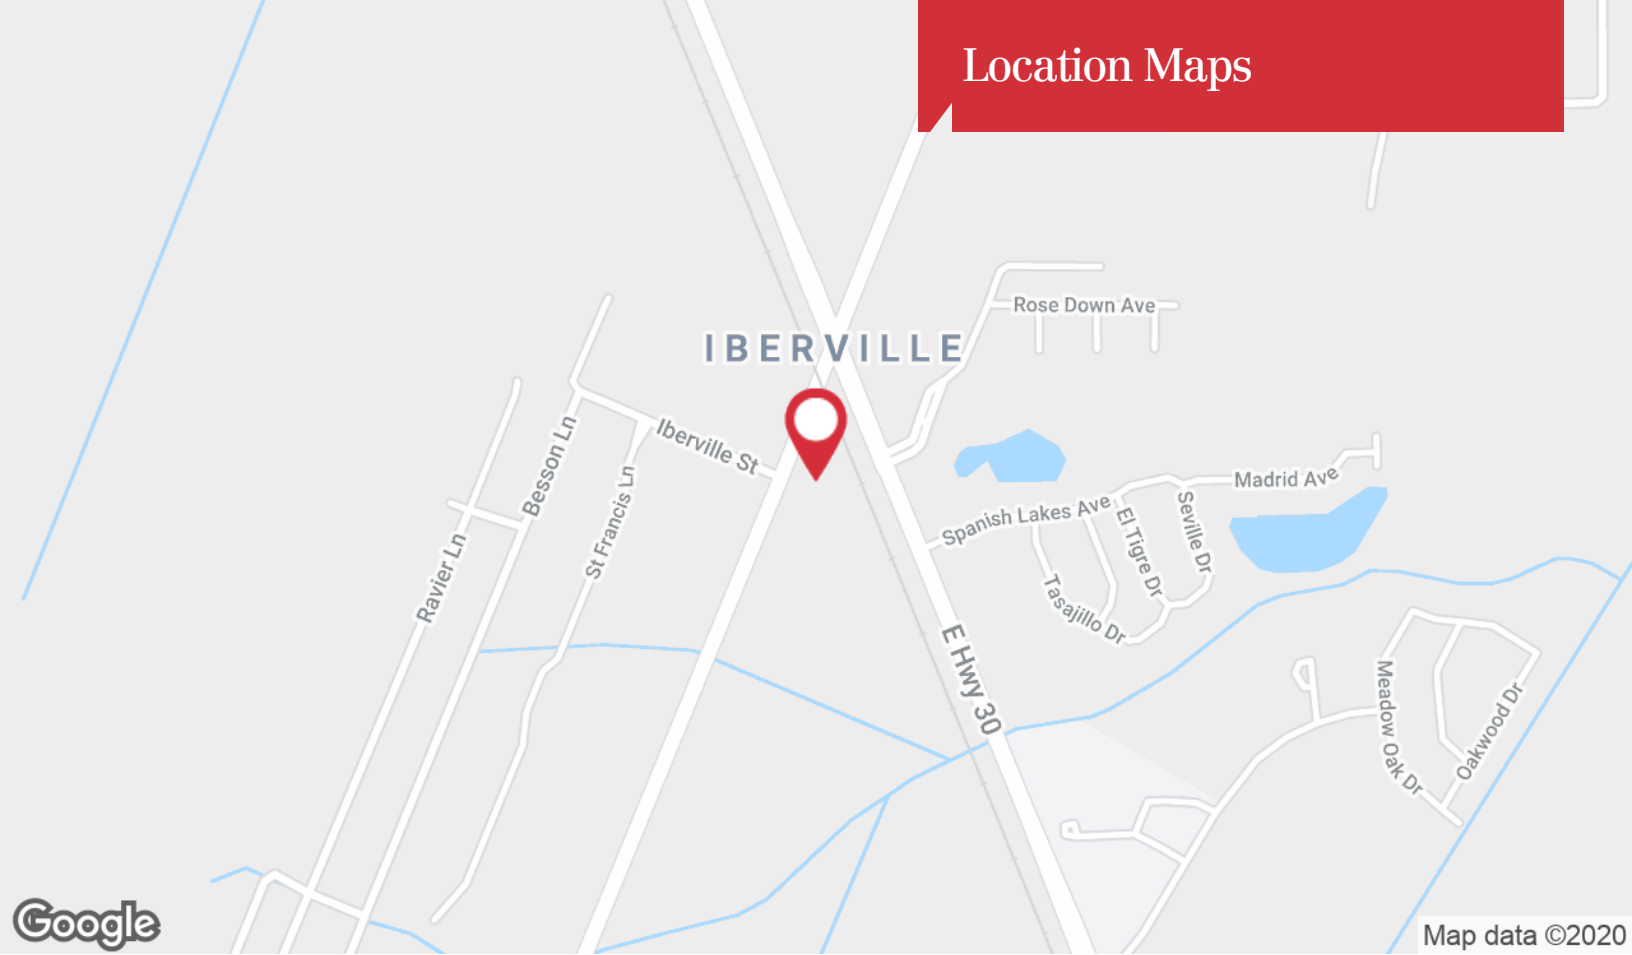 Location Maps
Rose Down Ave
IBERVILLE
Iberville St
Besson Ln
St Francis Ln
Ravier Ln
Madrid Ave
Spanish Lakes Ave
El Tigre Dr
Seville Dr
Tasajillo Dr
E Hwy 30
Meadow Oak Dr
Oakwood Dr
Google
Map data ©2020